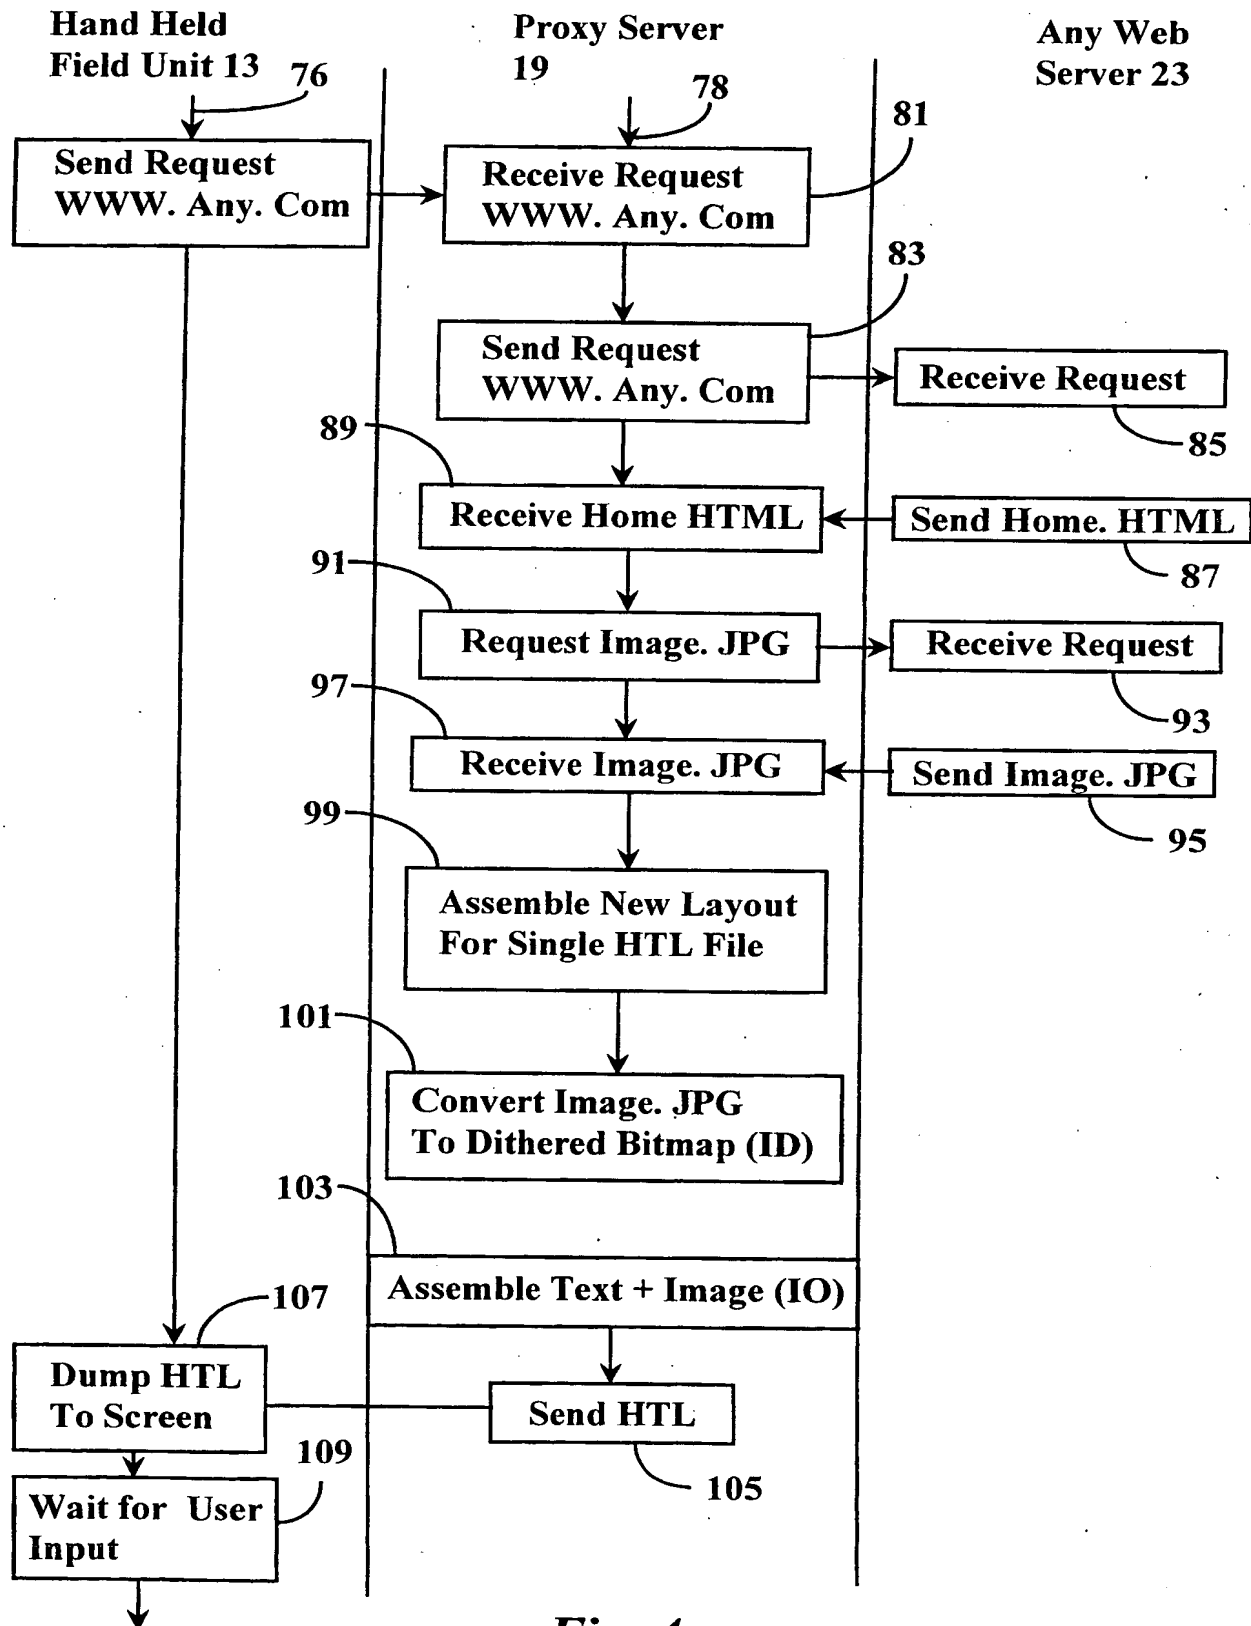 Hand Held
Field Unit 13
76
Proxy Server
19
78
Any Web
Server 23
81
Send Request
WWW. Any. Com
Receive Request
WWW. Any. Com
83
Send Request
WWW. Any. Com
Receive Request
85
89
Receive Home HTML
Send Home. HTML
87
91
Request Image. JPG
Receive Request
93
97
Receive Image. JPG
Send Image. JPG
95
99
Assemble New Layout
For Single HTL File
101
Convert Image. JPG
To Dithered Bitmap (ID)
103
Assemble Text + Image (IO)
107
Dump HTL
To Screen
Send HTL
105
109
Wait for User
Input